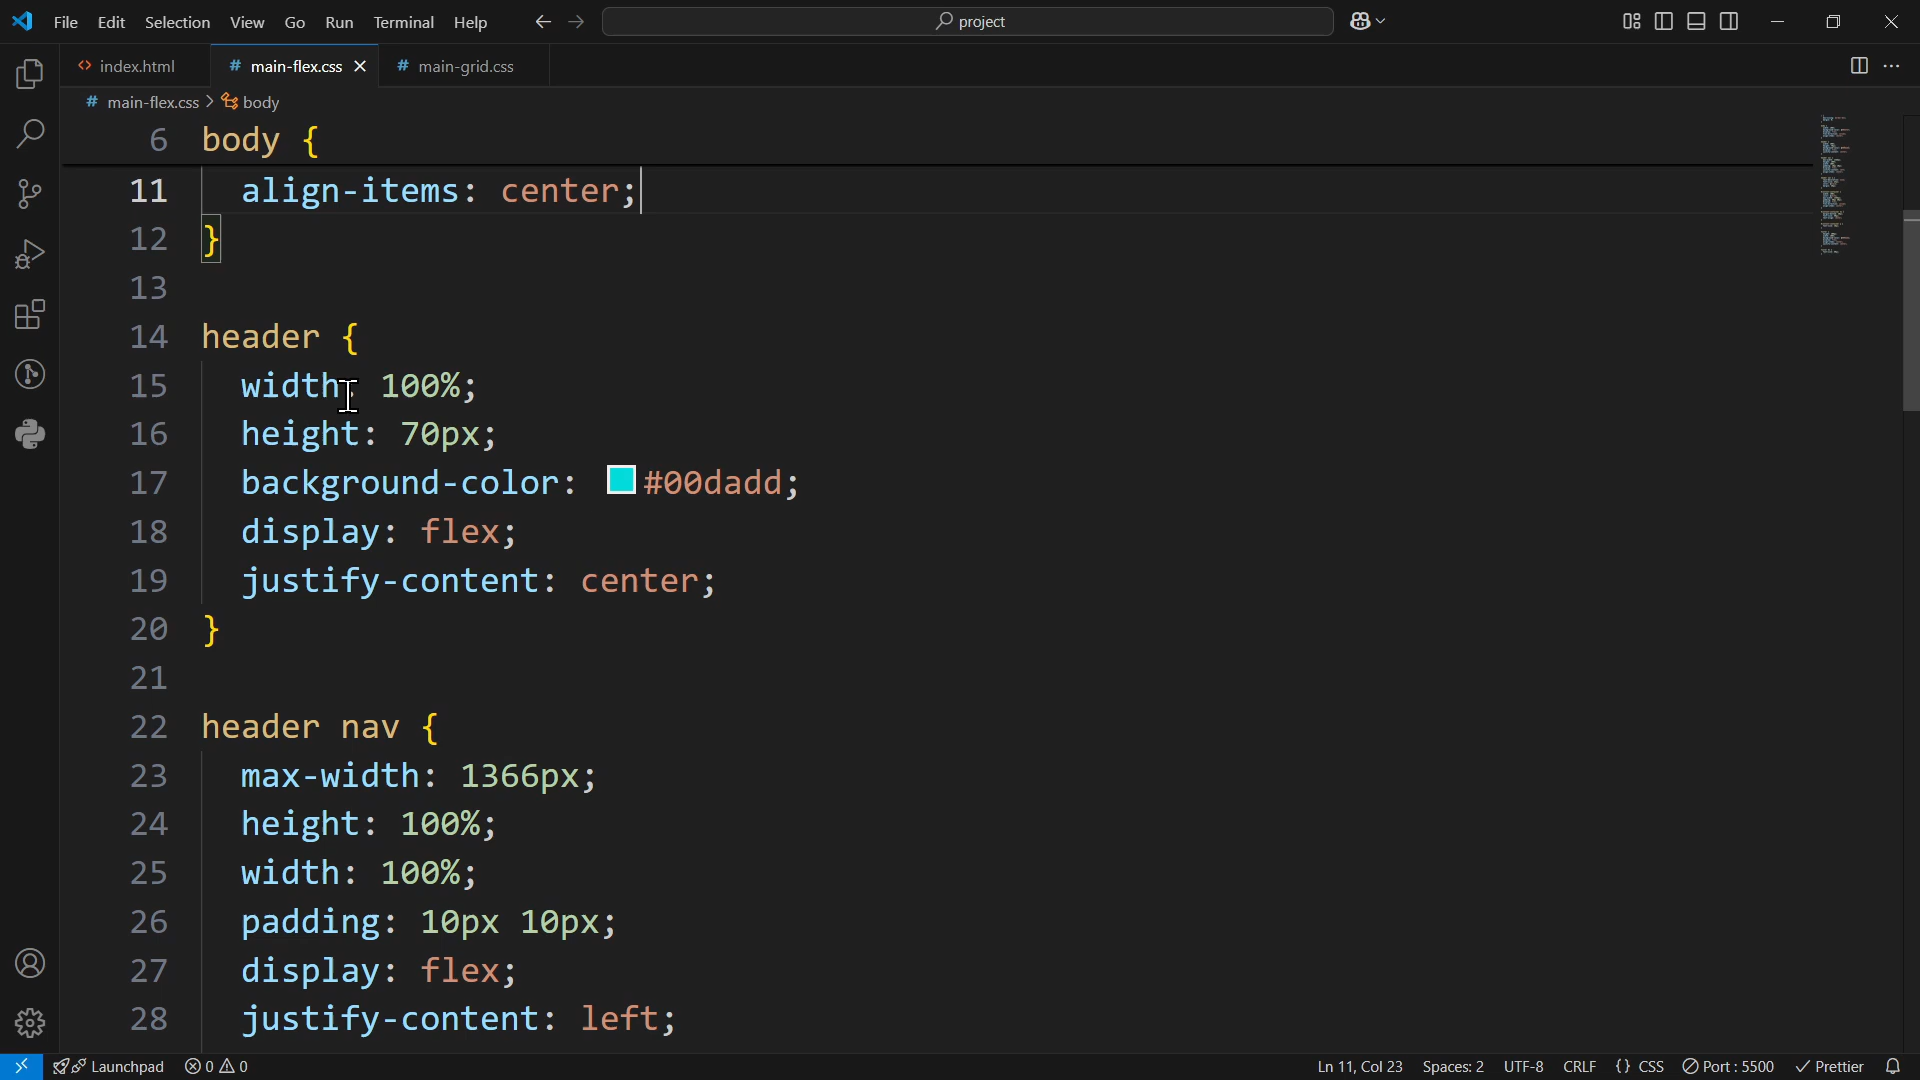 File Edit Selection View Go Run Terminal Help project
index.html # main-flex.css # main-grid.css
# main-flex.css > body
6 body {
11 align-items: center;
12 }
13
14 header {
15 width: 100%;
16 height: 70px;
17 background-color: #00dadd;
18 display: flex;
19 justify-content: center;
20 }
21
22 header nav {
23 max-width: 1366px;
24 height: 100%;
25 width: 100%;
26 padding: 10px 10px;
27 display: flex;
28 justify-content: left;
Launchpad 0 0 Ln 11, Col 23 Spaces: 2 UTF-8 CRLF {} CSS Port : 5500 Prettier